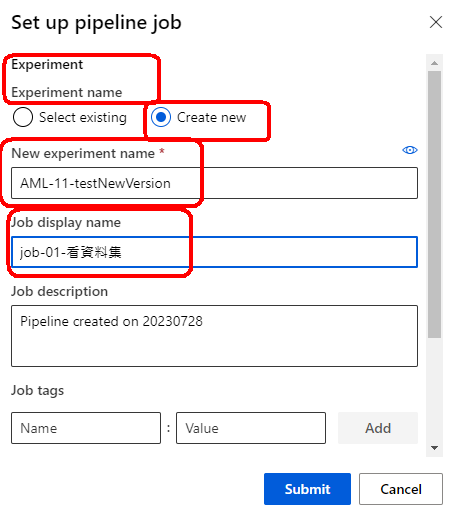 Set up pipeline job
Experiment
Experiment name
Select existing
Create new
New experiment name *
AML-11-testNewVersion
Job display name
job-01-看資料集
Job description
Pipeline created on 20230728
Job tags
Name : Value Add
Submit Cancel